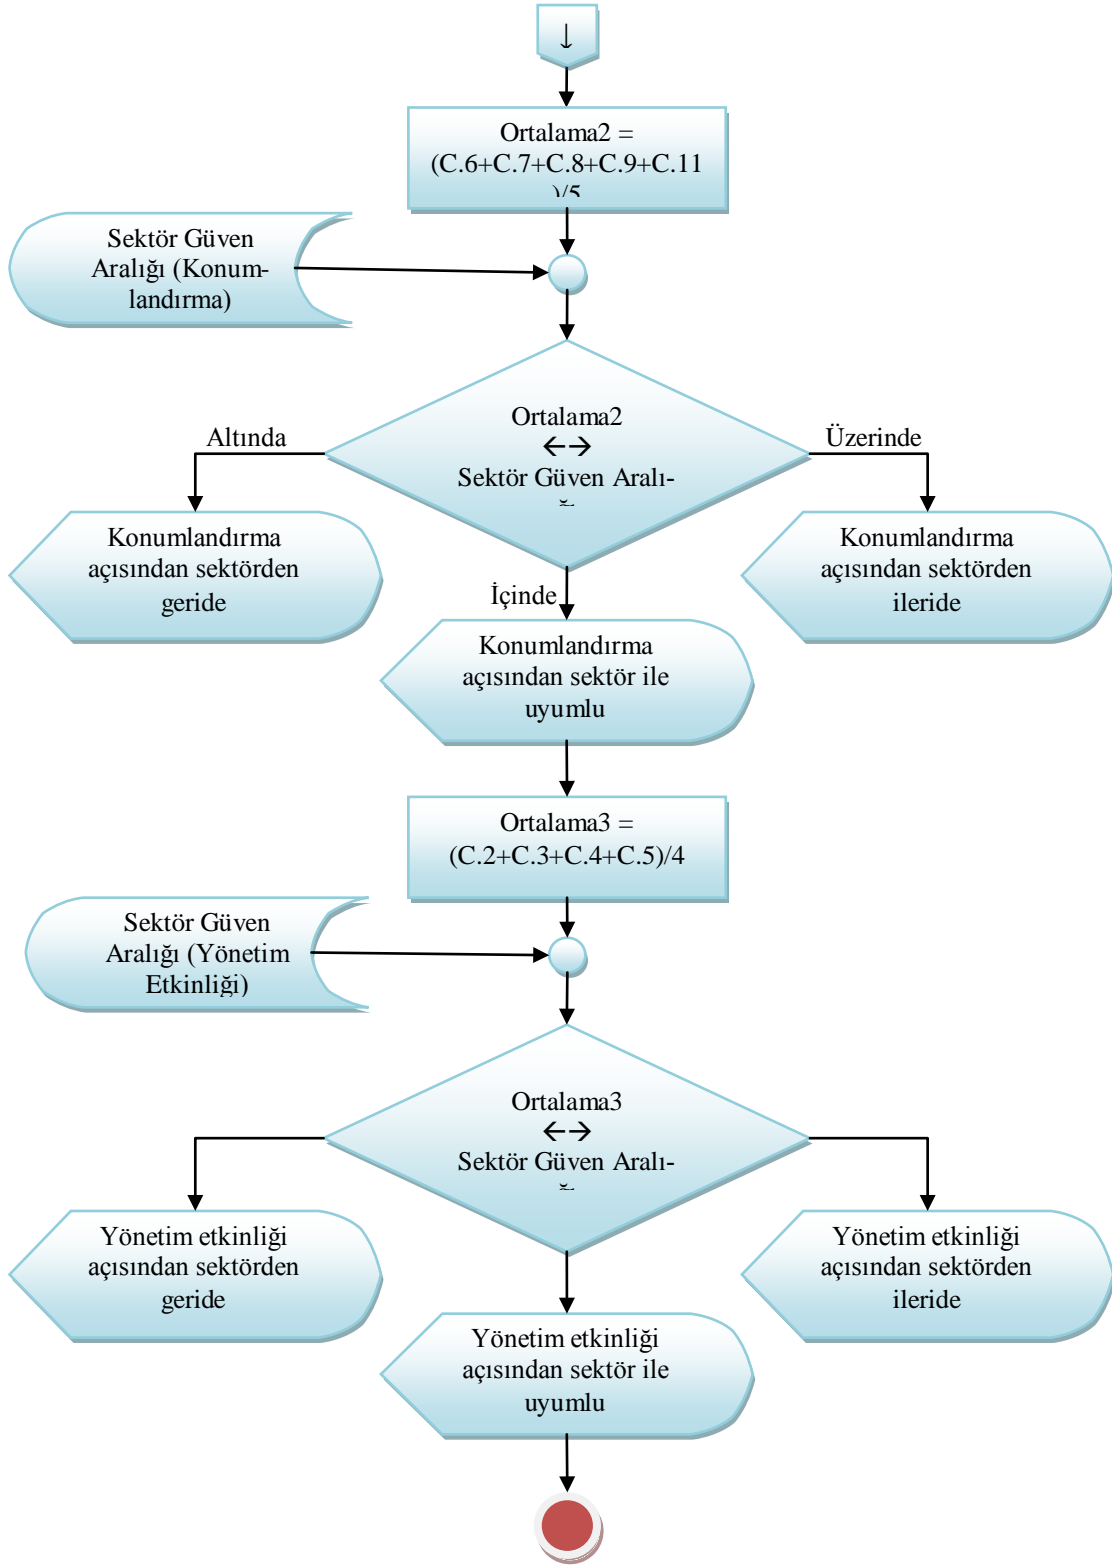 ↓
Ortalama2 =
(C.6+C.7+C.8+C.9+C.11
)/5
Sektör Güven
Aralığı (Konum-
landırma)
Ortalama2
←→
Sektör Güven Aralı-
Altında
Üzerinde
Konumlandırma
açısından sektörden
geride
Konumlandırma
açısından sektörden
ileride
İçinde
Konumlandırma
açısından sektör ile
uyumlu
Ortalama3 =
(C.2+C.3+C.4+C.5)/4
Sektör Güven
Aralığı (Yönetim
Etkinliği)
Ortalama3
←→
Sektör Güven Aralı-
Yönetim etkinliği
açısından sektörden
geride
Yönetim etkinliği
açısından sektörden
ileride
Yönetim etkinliği
açısından sektör ile
uyumlu